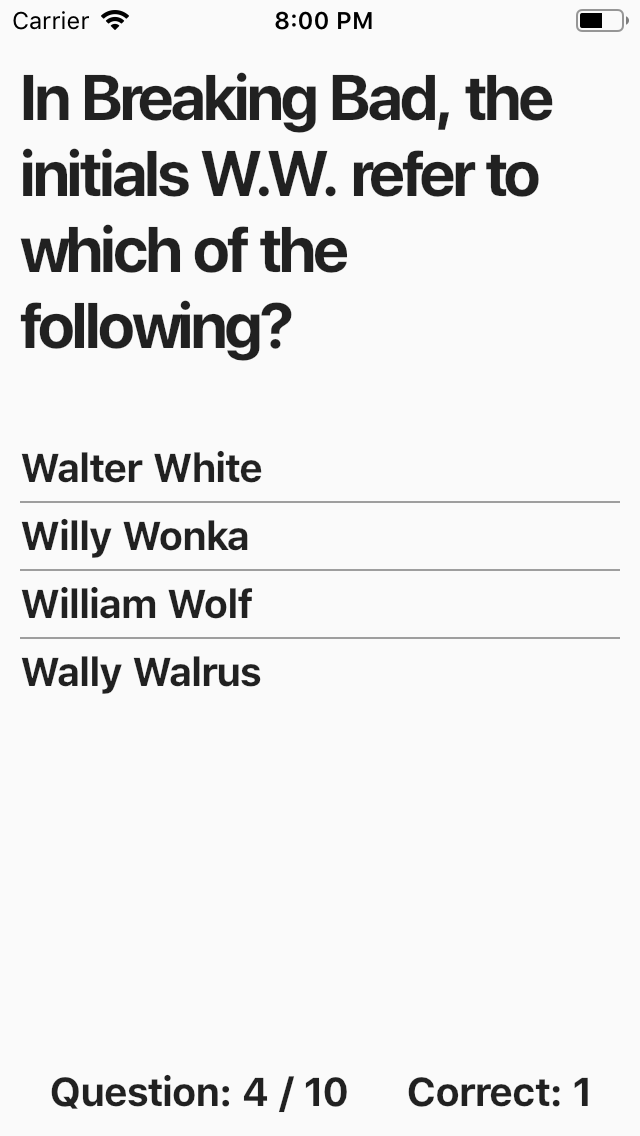 Carrier 8:00 PM
In Breaking Bad, the
initials W.W. refer to
which of the
following?
Walter White
Willy Wonka
William Wolf
Wally Walrus
Question: 4 / 10 Correct: 1